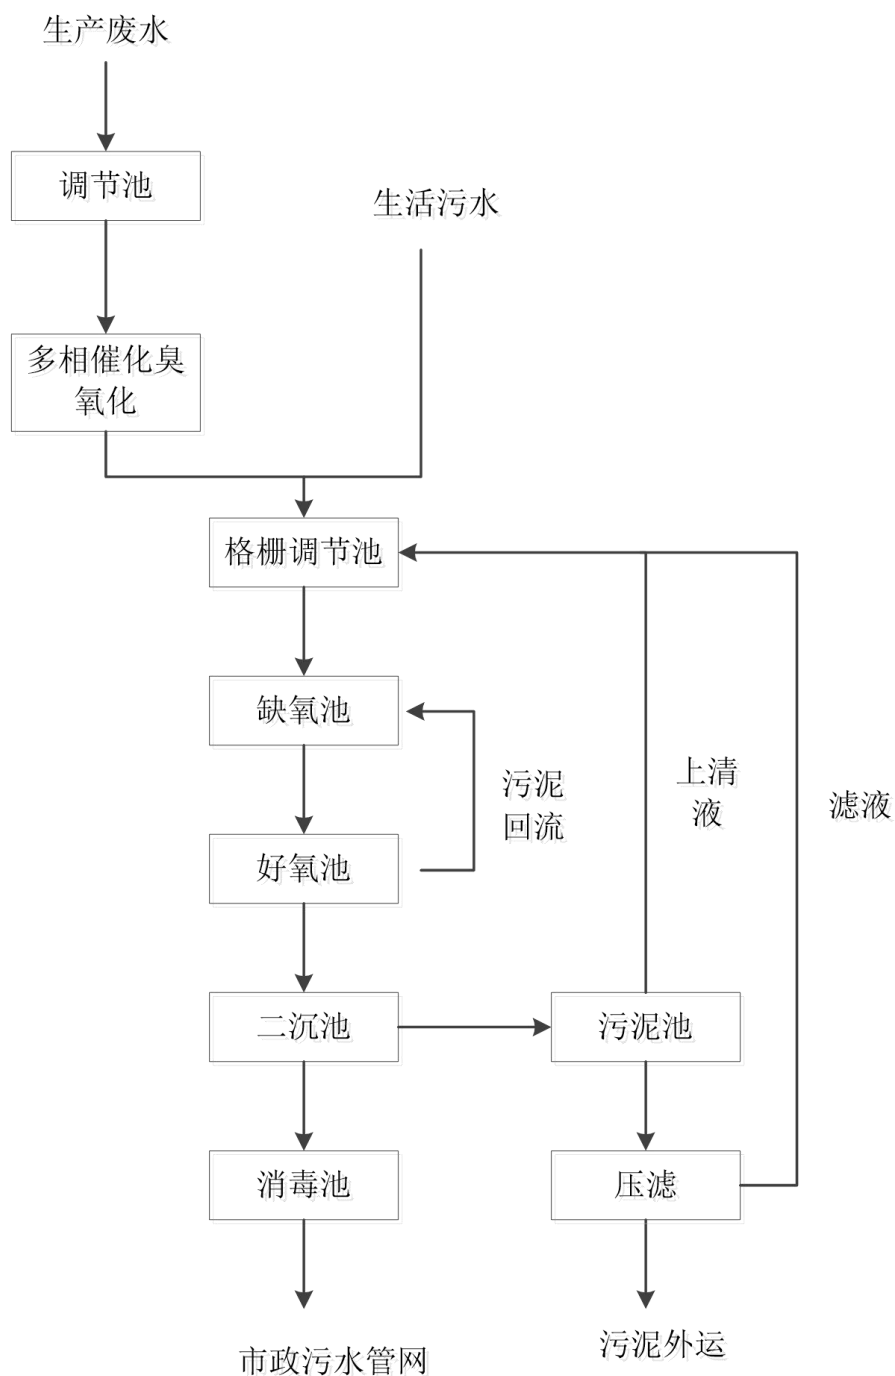 生产废水
调节池
生活污水
多相催化臭
氧化
格栅调节池
缺氧池
污泥
回流
上清
液
滤液
好氧池
二沉池
污泥池
消毒池
压滤
市政污水管网
污泥外运